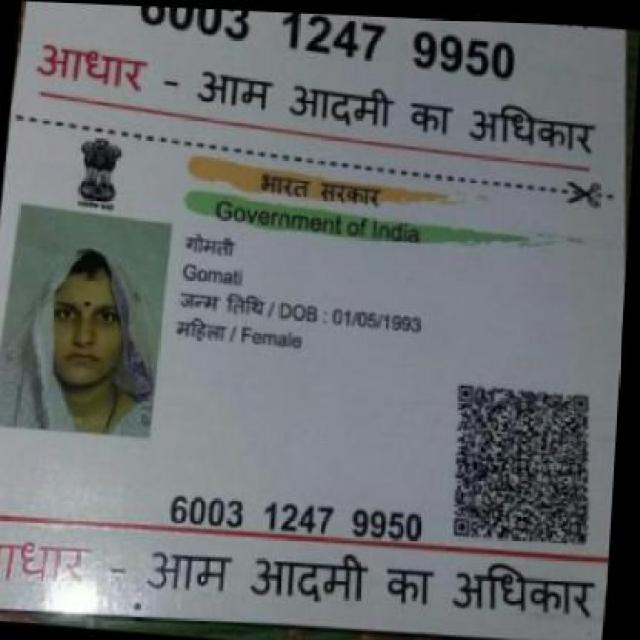 6003 1247 9950
आधार - आम आदमी का अधिकार
भारत सरकार
Government of India
गोमती
Gomati
जन्म तिथि / DOB : 01/05/1993
महिला / Female
6003 1247 9950
आधार - आम आदमी का अधिकार